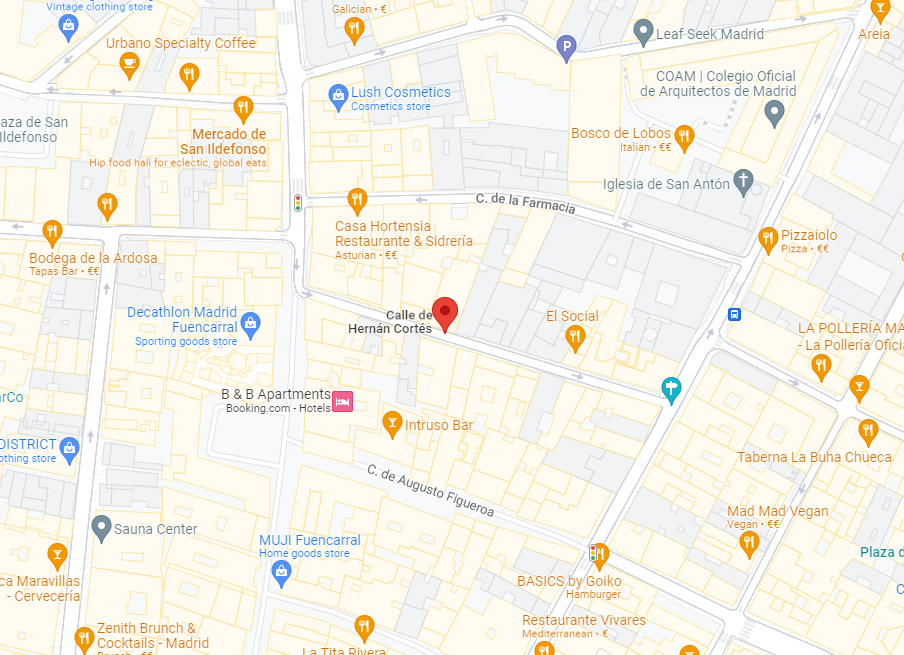 Vintage clothing store
Galician • €
Urbano Specialty Coffee
Leaf Seek Madrid
Areia
P
COAM | Colegio Oficial
de Arquitectos de Madrid
Lush Cosmetics
Cosmetics store
aza de San
Ildefonso
Mercado de
San Ildefonso
Hip food hall for eclectic, global eats
Bosco de Lobos
Italian • €€
Iglesia de San Antón
C. de la Farmacia
Casa Hortensia
Restaurante & Sidrería
Asturian • €€
Pizzaiolo
Pizza • €€
Bodega de la Ardosa
Tapas Bar • €€
Decathlon Madrid
Fuencarral
Sporting goods store
Calle de
Hernán Cortés
El Social
LA POLLERÍA MA
- La Pollería Ofici
B & B Apartments
Booking.com - Hotels
arCo
Intruso Bar
DISTRICT
othing store
Taberna La Buha Chueca
C. de Augusto Figueroa
Sauna Center
Mad Mad Vegan
Vegan • €€
MUJI Fuencarral
Home goods store
Plaza d
ca Maravillas
- Cervecería
BASICS by Goiko
Hamburger
Zenith Brunch &
Cocktails - Madrid
Brunch • €€
Restaurante Vivares
Mediterranean • €
La Tita Rivera